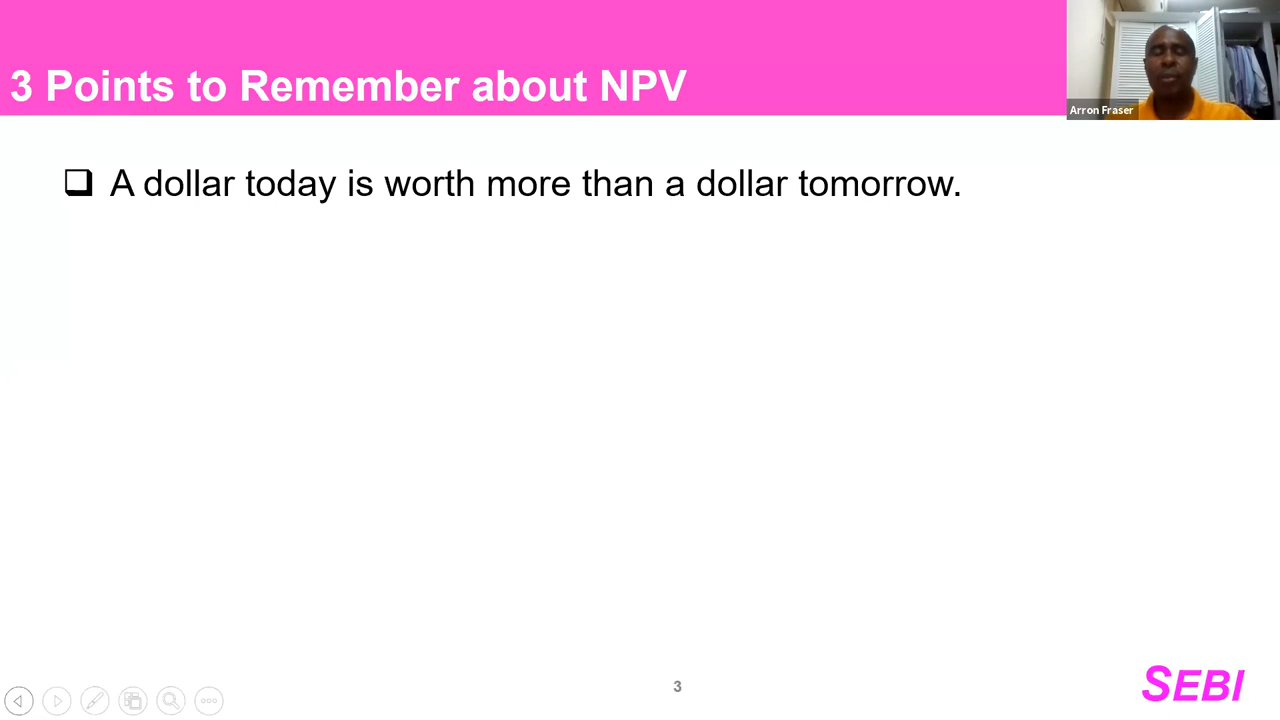 3 Points to Remember about NPV
Arron Fraser
A dollar today is worth more than a dollar tomorrow.
3
SEBI